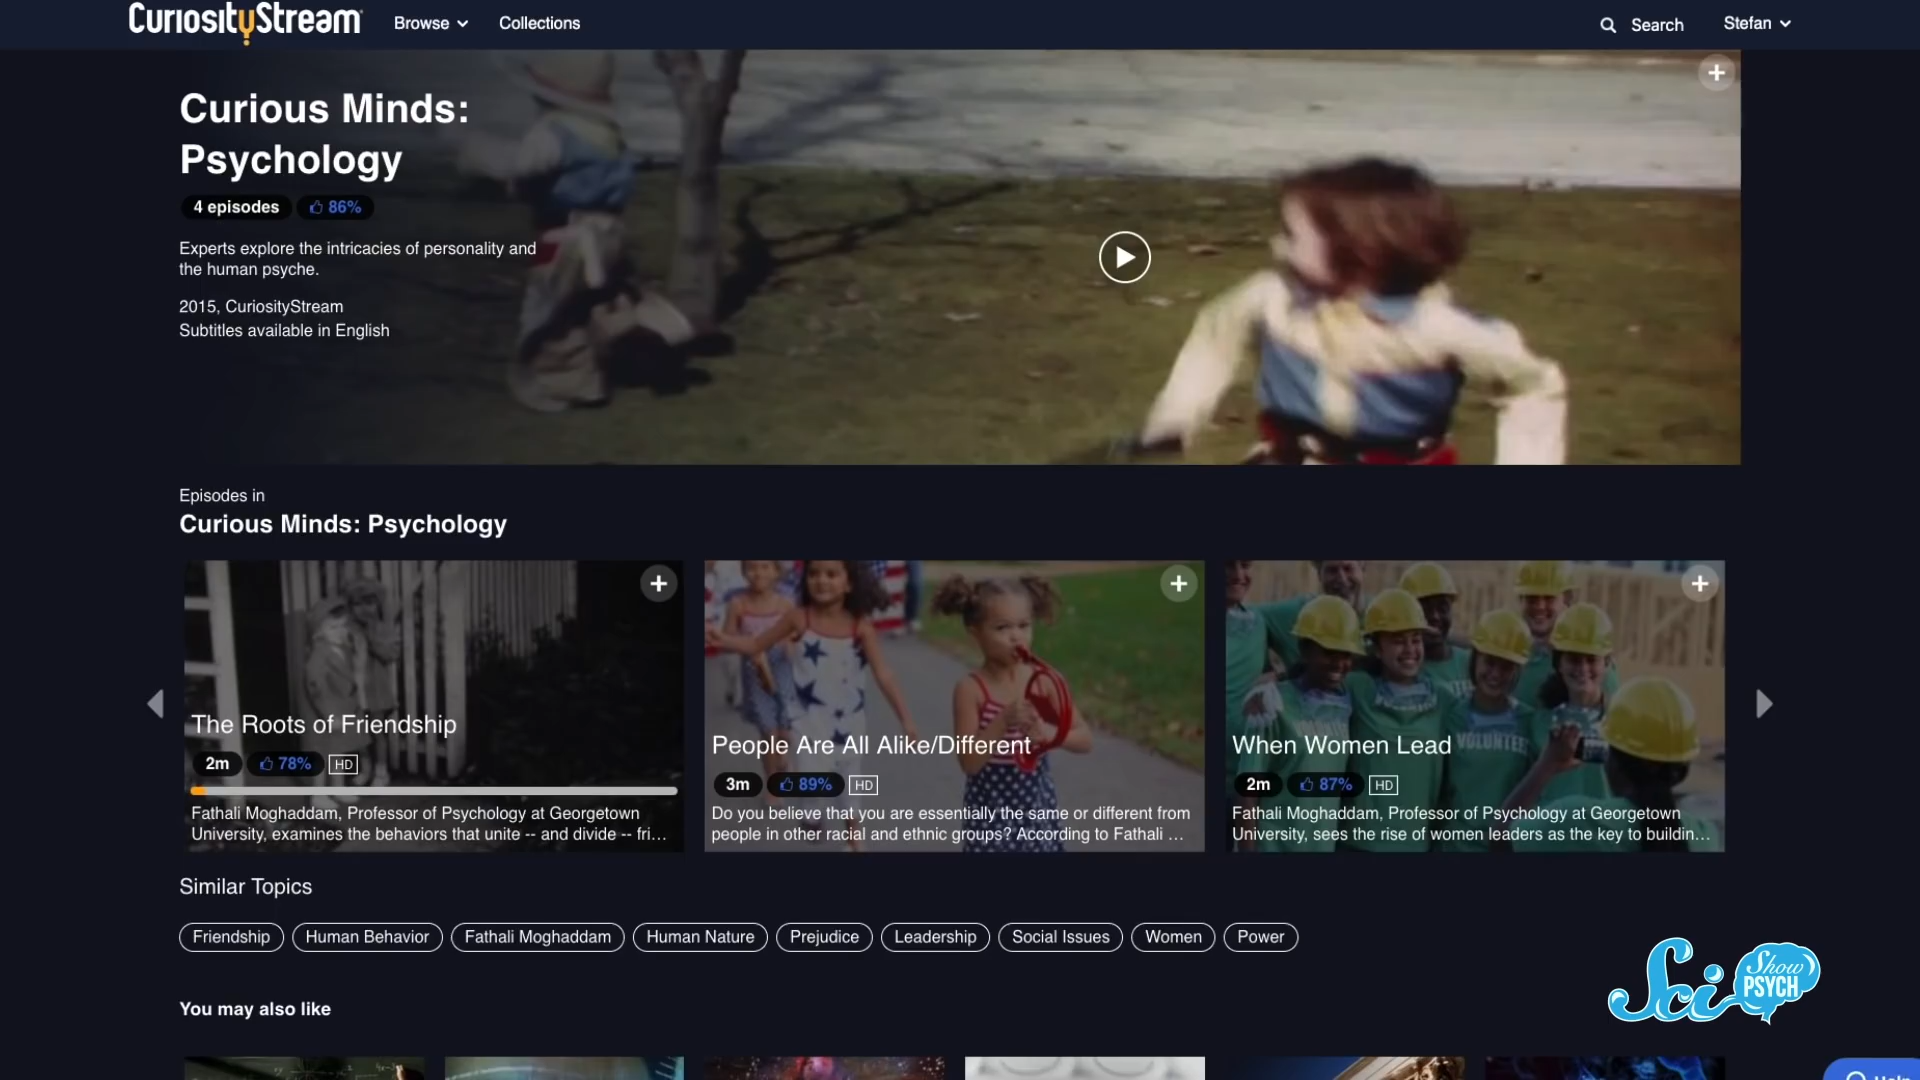 CuriosityStream
Browse
Collections
Search
Stefan
Curious Minds:
Psychology
4 episodes
86%
Experts explore the intricacies of personality and
the human psyche.
2015, CuriosityStream
Subtitles available in English
Episodes in
Curious Minds: Psychology
The Roots of Friendship
2m
78%
HD
Fathali Moghaddam, Professor of Psychology at Georgetown
University, examines the behaviors that unite -- and divide -- fri...
People Are All Alike/Different
3m
89%
HD
Do you believe that you are essentially the same or different from
people in other racial and ethnic groups? According to Fathali ...
VOLUNTEER
When Women Lead
2m
87%
HD
Fathali Moghaddam, Professor of Psychology at Georgetown
University, sees the rise of women leaders as the key to buildin...
Similar Topics
Friendship
Human Behavior
Fathali Moghaddam
Human Nature
Prejudice
Leadership
Social Issues
Women
Power
You may also like
Sci Show
PSYCH